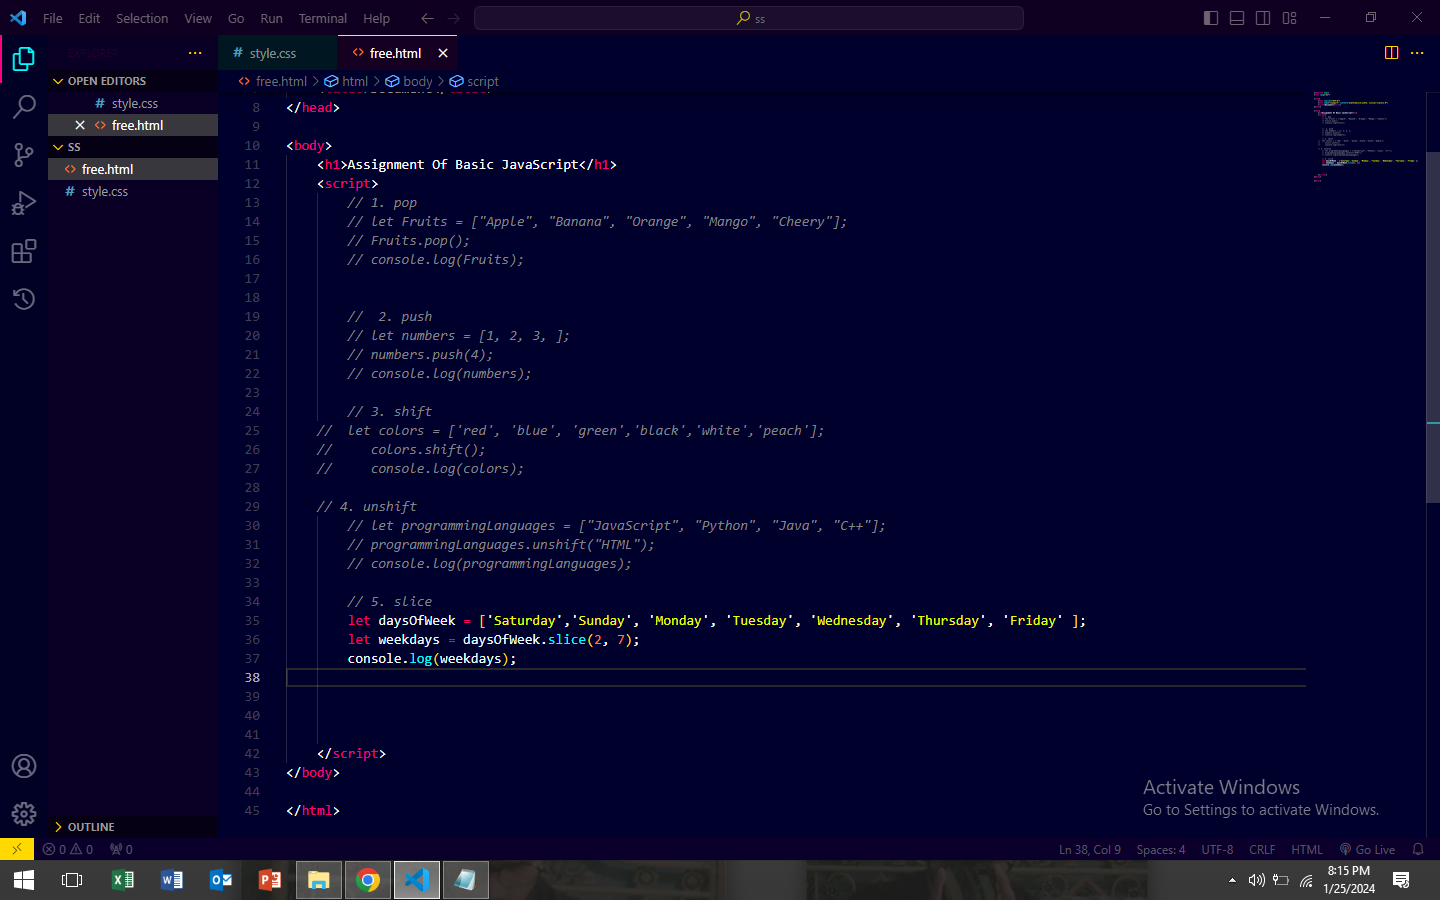 File Edit Selection View Go Run Terminal Help
ss
EXPLORER
# style.css
<> free.html
<> free.html > html > body > script
OPEN EDITORS
# style.css
<> free.html
SS
<> free.html
# style.css
8 </head>
9
10 <body>
11 <h1>Assignment Of Basic JavaScript</h1>
12 <script>
13 // 1. pop
14 // let Fruits = ["Apple", "Banana", "Orange", "Mango", "Cheery"];
15 // Fruits.pop();
16 // console.log(Fruits);
17
18
19 //  2. push
20 // let numbers = [1, 2, 3, ];
21 // numbers.push(4);
22 // console.log(numbers);
23
24 // 3. shift
25 //  let colors = ['red', 'blue', 'green','black','white','peach'];
26 //     colors.shift();
27 //     console.log(colors);
28
29 // 4. unshift
30 // let programmingLanguages = ["JavaScript", "Python", "Java", "C++"];
31 // programmingLanguages.unshift("HTML");
32 // console.log(programmingLanguages);
33
34 // 5. slice
35 let daysOfWeek = ['Saturday','Sunday', 'Monday', 'Tuesday', 'Wednesday', 'Thursday', 'Friday' ];
36 let weekdays = daysOfWeek.slice(2, 7);
37 console.log(weekdays);
38
39
40
41
42 </script>
43 </body>
44
45 </html>
Activate Windows
Go to Settings to activate Windows.
OUTLINE
0 0 0
Ln 38, Col 9 Spaces: 4 UTF-8 CRLF HTML Go Live
8:15 PM
1/25/2024